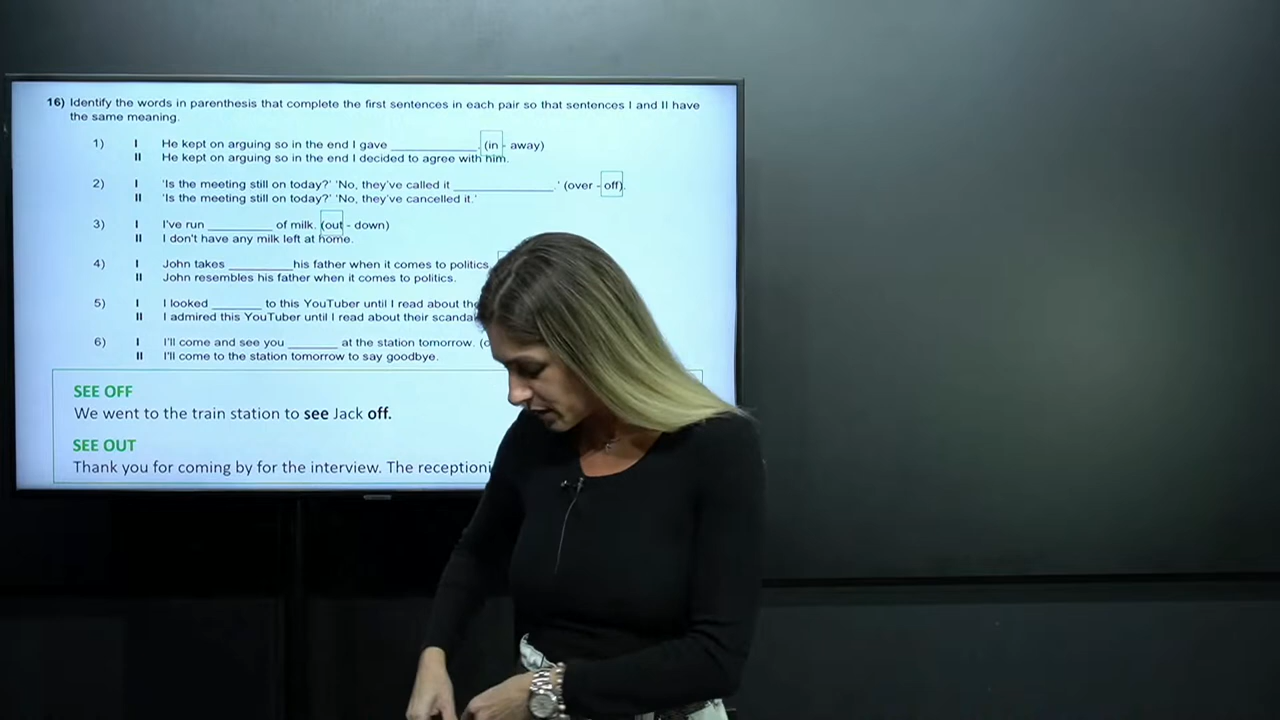 16) Identify the words in parenthesis that complete the first sentences in each pair so that sentences I and II have
the same meaning.
1) I He kept on arguing so in the end I gave ____________. (in - away)
II He kept on arguing so in the end I decided to agree with him.
2) I 'Is the meeting still on today?' 'No, they've called it ______________.' (over - off).
II 'Is the meeting still on today?' 'No, they've cancelled it.'
3) I I've run _________ of milk. (out - down)
II I don't have any milk left at home.
4) I John takes _________his father when it comes to politics.
II John resembles his father when it comes to politics.
5) I I looked _______ to this YouTuber until I read about
II I admired this YouTuber until I read about their
6) I I'll come and see you _______ at the station tomorrow.
II I'll come to the station tomorrow to say goodbye.
SEE OFF
We went to the train station to see Jack off.
SEE OUT
Thank you for coming by for the interview. The